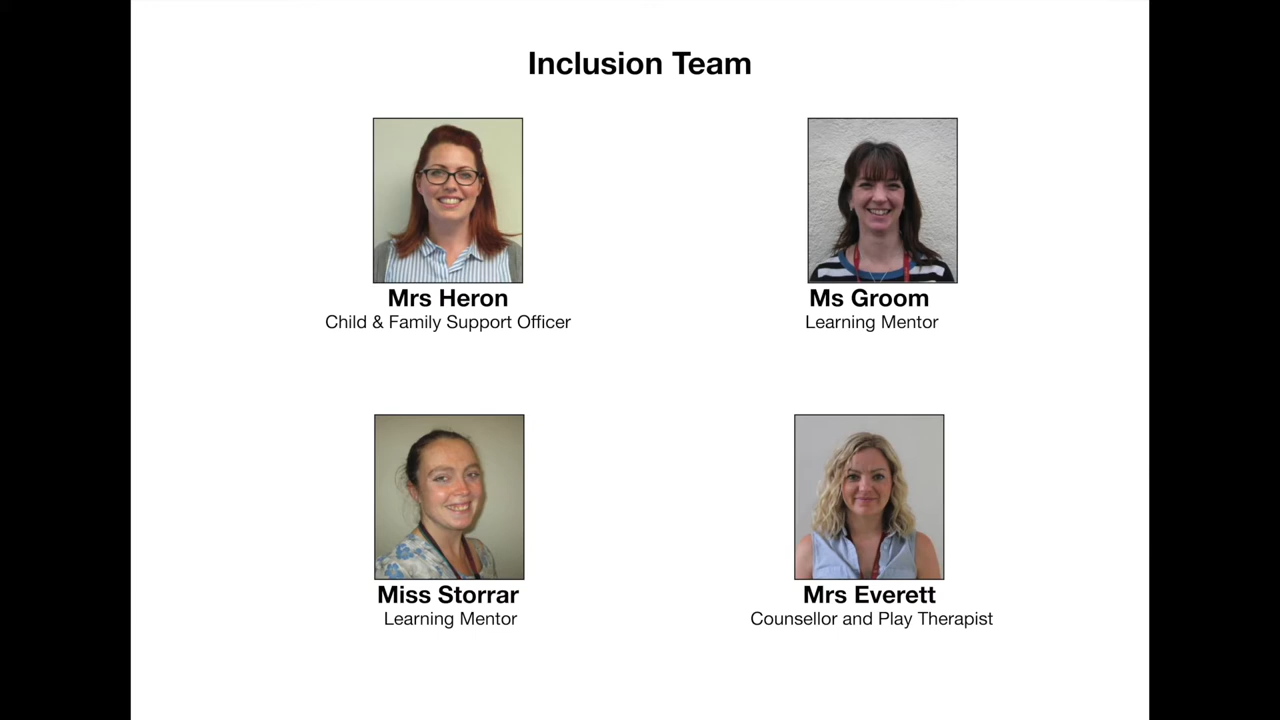 Inclusion Team
Mrs Heron
Child & Family Support Officer
Ms Groom
Learning Mentor
Miss Storrar
Learning Mentor
Mrs Everett
Counsellor and Play Therapist